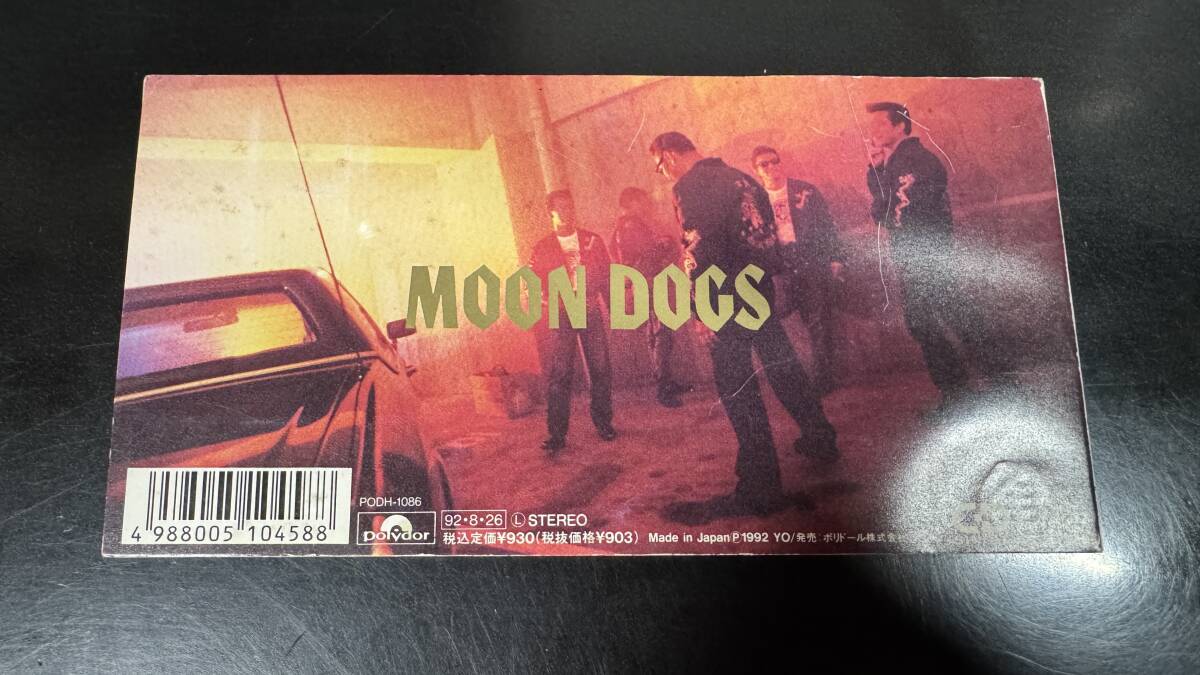 MOON DOGS
4 988005 104588
PODH-1086
polydor
92・8・26 Ⓛ STEREO
税込定価¥930(税抜価格¥903) Made in Japan Ⓟ1992 YO/発売:ポリドール株式会